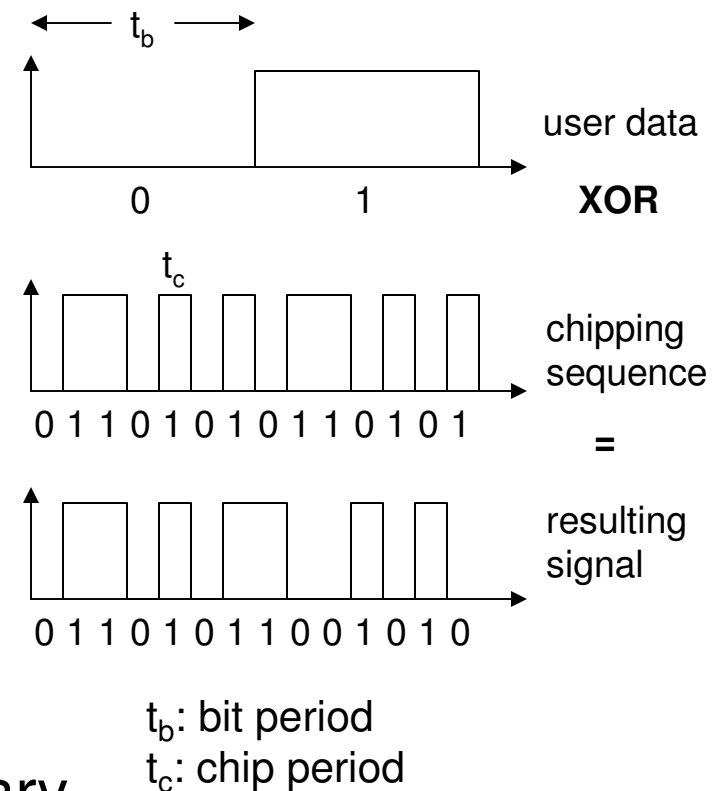 t_b
user data
0 1 XOR
t_c
chipping
sequence
0 1 1 0 1 0 1 0 1 1 0 1 0 1
=
resulting
signal
0 1 1 0 1 0 1 1 0 0 1 0 1 0
t_b: bit period
t_c: chip period